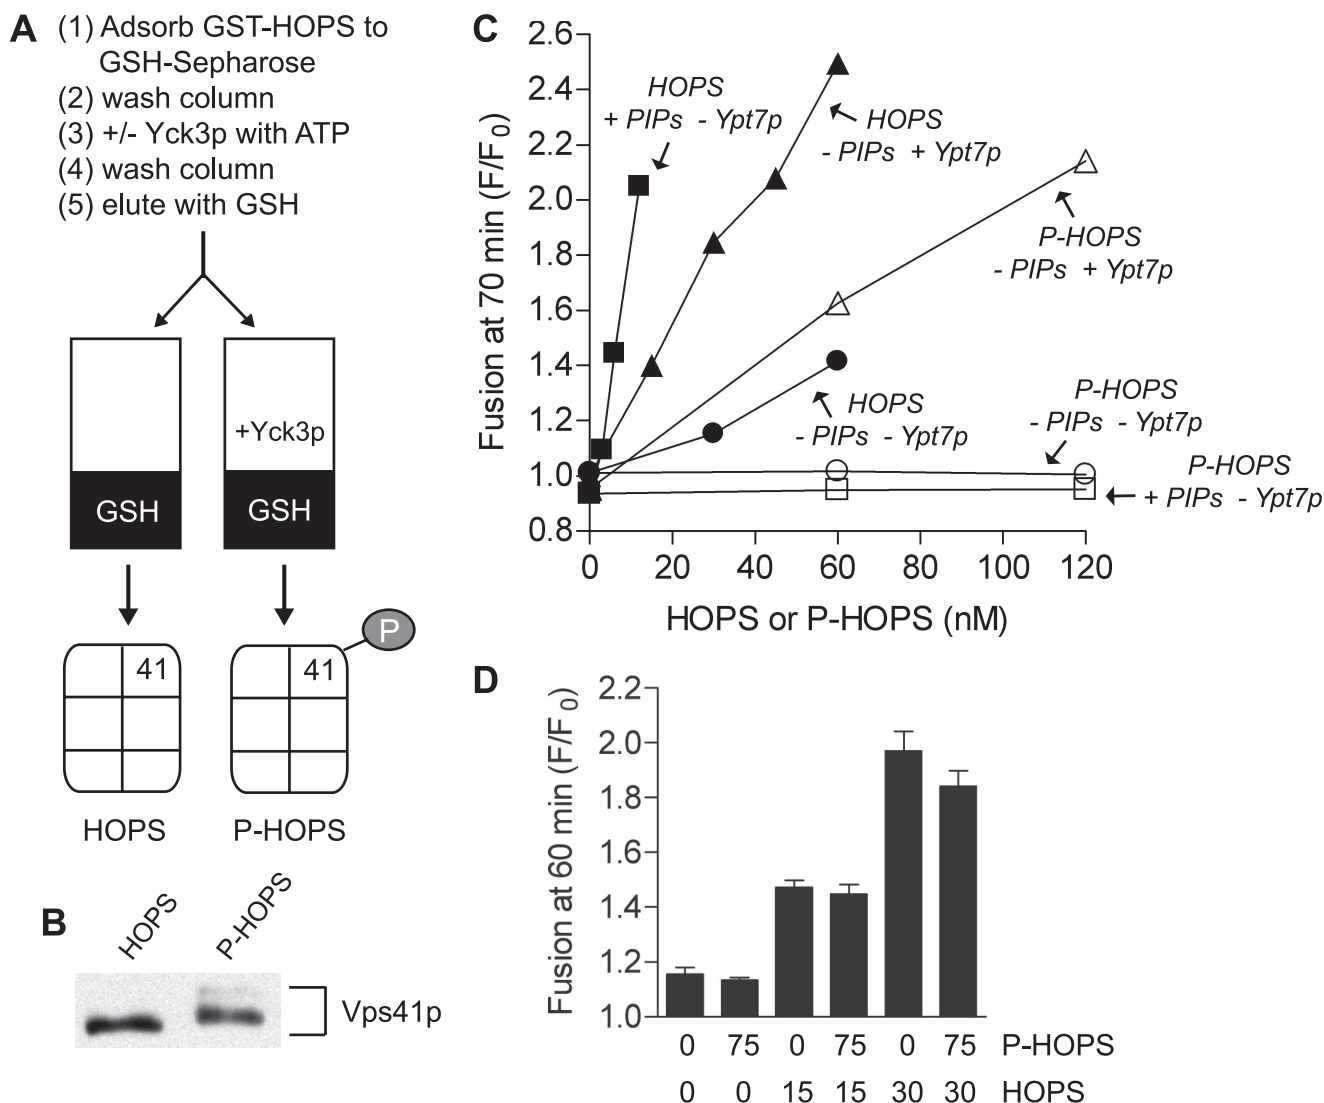 A
(1) Adsorb GST-HOPS to
GSH-Sepharose
(2) wash column
(3) +/- Yck3p with ATP
(4) wash column
(5) elute with GSH
+Yck3p
GSH
GSH
P
41
41
HOPS
P-HOPS
B
HOPS
P-HOPS
Vps41p
C
Fusion at 70 min (F/F0)
2.6
2.4
2.2
2.0
1.8
1.6
1.4
1.2
1.0
0.8
0 20 40 60 80 100 120
HOPS or P-HOPS (nM)
HOPS
+ PIPs - Ypt7p
HOPS
- PIPs + Ypt7p
P-HOPS
- PIPs + Ypt7p
HOPS
- PIPs - Ypt7p
P-HOPS
- PIPs - Ypt7p
P-HOPS
+ PIPs - Ypt7p
D
Fusion at 60 min (F/F0)
2.2
2.0
1.8
1.6
1.4
1.2
1.0
0 75 0 75 0 75 P-HOPS
0 0 15 15 30 30 HOPS